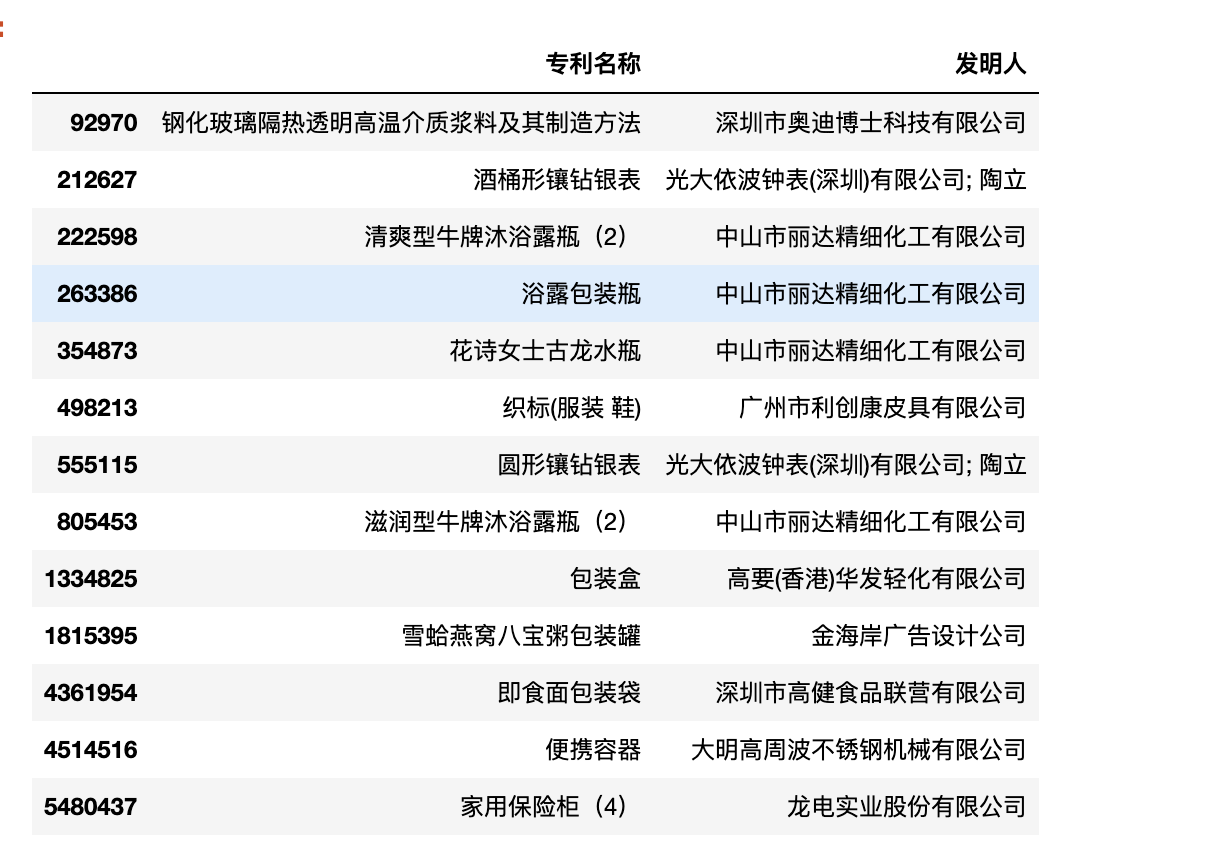 专利名称 发明人
92970 钢化玻璃隔热透明高温介质浆料及其制造方法 深圳市奥迪博士科技有限公司
212627 酒桶形镶钻银表 光大依波钟表(深圳)有限公司; 陶立
222598 清爽型牛牌沐浴露瓶（2） 中山市丽达精细化工有限公司
263386 浴露包装瓶 中山市丽达精细化工有限公司
354873 花诗女士古龙水瓶 中山市丽达精细化工有限公司
498213 织标(服装 鞋) 广州市利创康皮具有限公司
555115 圆形镶钻银表 光大依波钟表(深圳)有限公司; 陶立
805453 滋润型牛牌沐浴露瓶（2） 中山市丽达精细化工有限公司
1334825 包装盒 高要(香港)华发轻化有限公司
1815395 雪蛤燕窝八宝粥包装罐 金海岸广告设计公司
4361954 即食面包装袋 深圳市高健食品联营有限公司
4514516 便携容器 大明高周波不锈钢机械有限公司
5480437 家用保险柜（4） 龙电实业股份有限公司